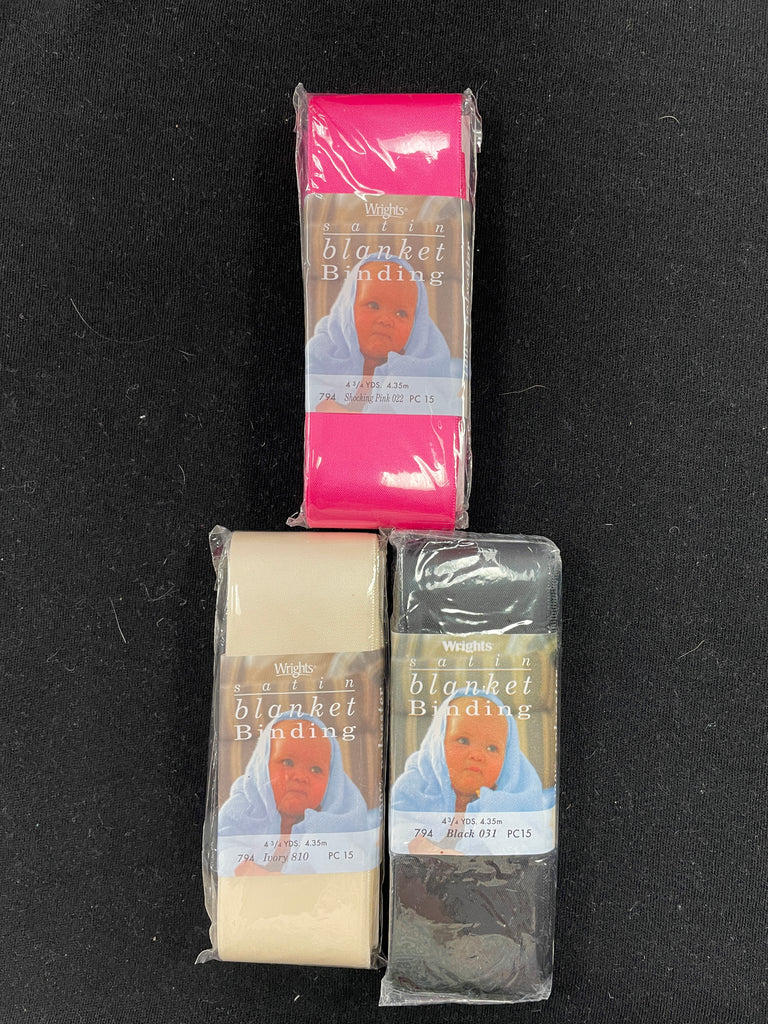 Wrights®
satin
blanket
Binding
4 3/4 YDS. 4.35m
794 Shocking Pink 022 PC 15
Wrights®
satin
blanket
Binding
4 3/4 YDS. 4.35m
794 Ivory 810 PC 15
Wrights
satin
blanket
Binding
4 3/4 YDS. 4.35m
794 Black 031 PC15